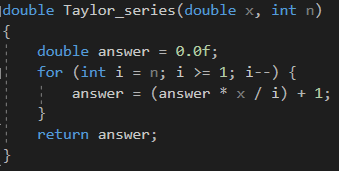 double Taylor_series(double x, int n)
{
    double answer = 0.0f;
    for (int i = n; i >= 1; i--) {
        answer = (answer * x / i) + 1;
    }
    return answer;
}